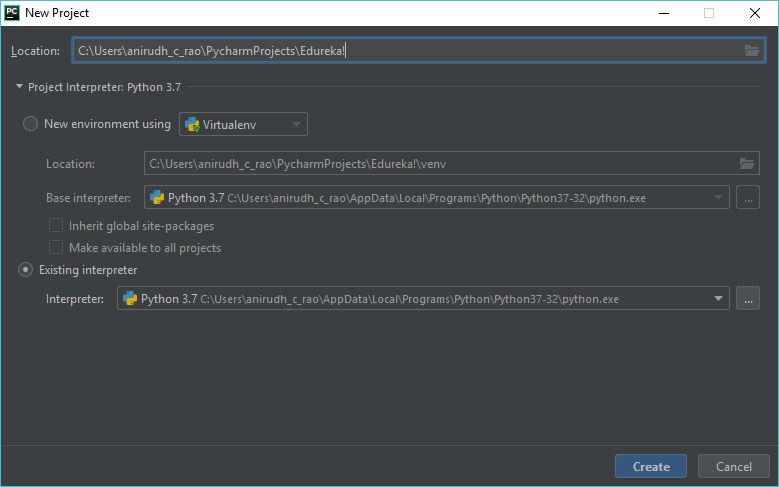 PC New Project
Location: C:\Users\anirudh_c_rao\PycharmProjects\Edureka!
Project Interpreter: Python 3.7
New environment using Virtualenv
Location: C:\Users\anirudh_c_rao\PycharmProjects\Edureka!\venv
Base interpreter: Python 3.7 C:\Users\anirudh_c_rao\AppData\Local\Programs\Python\Python37-32\python.exe ...
Inherit global site-packages
Make available to all projects
Existing interpreter
Interpreter: Python 3.7 C:\Users\anirudh_c_rao\AppData\Local\Programs\Python\Python37-32\python.exe ...
Create Cancel